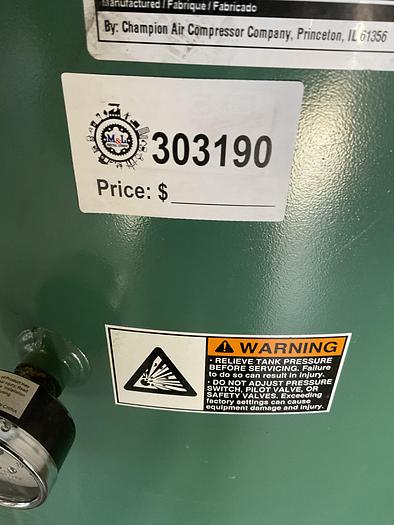 Manufactured / Fabrique / Fabricado
By: Champion Air Compressor Company, Princeton, IL 61356
M&L
303190
Price: $
WARNING
• RELIEVE TANK PRESSURE
BEFORE SERVICING. Failure
to do so can result in injury.
• DO NOT ADJUST PRESSURE
SWITCH, PILOT VALVE, OR
SAFETY VALVES. Exceeding
factory settings can cause
equipment damage and injury.